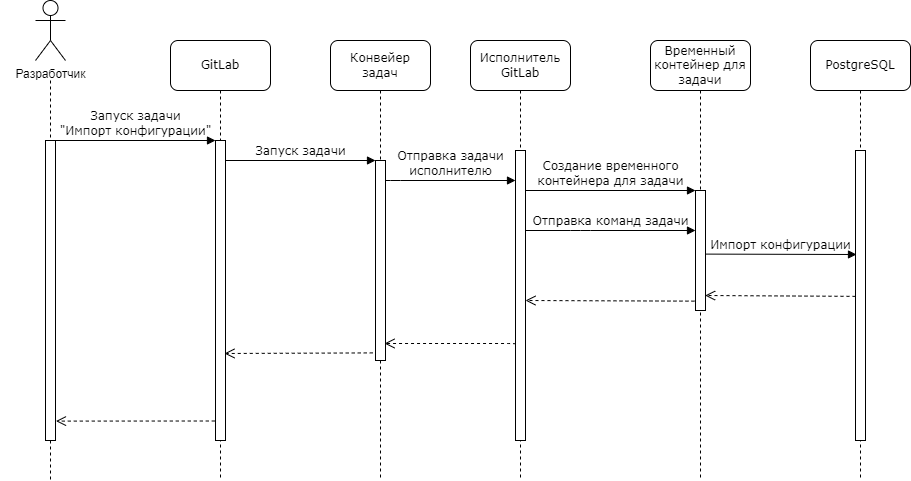 Разработчик
GitLab
Конвейер
задач
Исполнитель
GitLab
Временный
контейнер для
задачи
PostgreSQL
Запуск задачи
"Импорт конфигурации"
Запуск задачи
Отправка задачи
исполнителю
Создание временного
контейнера для задачи
Отправка команд задачи
Импорт конфигурации